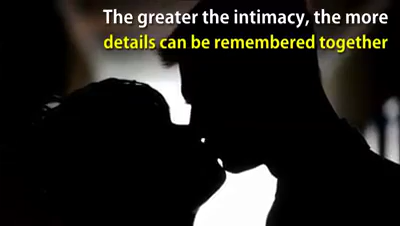 The greater the intimacy, the more
details can be remembered together